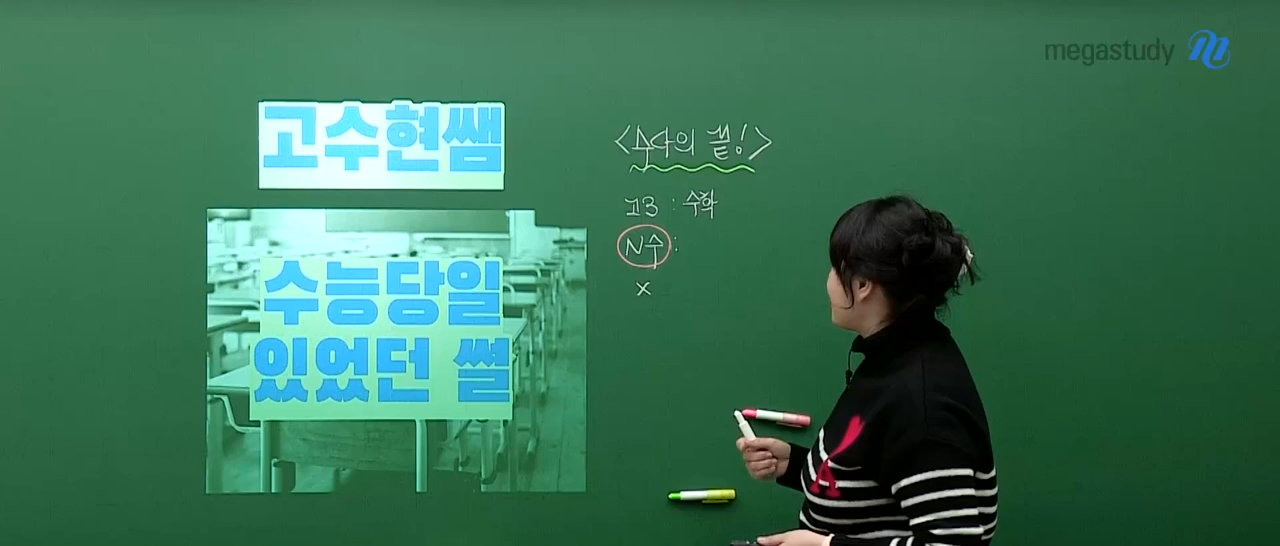 megastudy
고수현쌤
수능당일
있었던 썰
<수다의 끝!>
고3 : 수학
N수 :
x